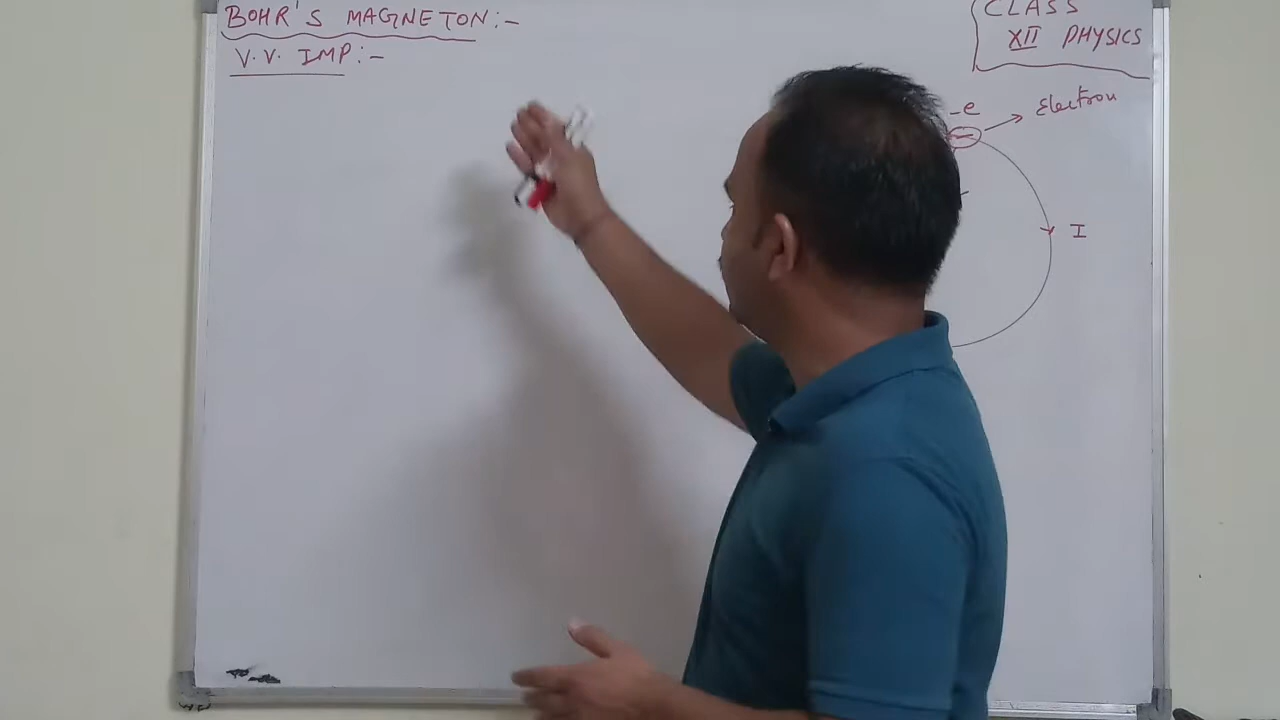 BOHR'S MAGNETON:-
V.V. IMP:-
CLASS
XII PHYSICS
-e
Electron
I